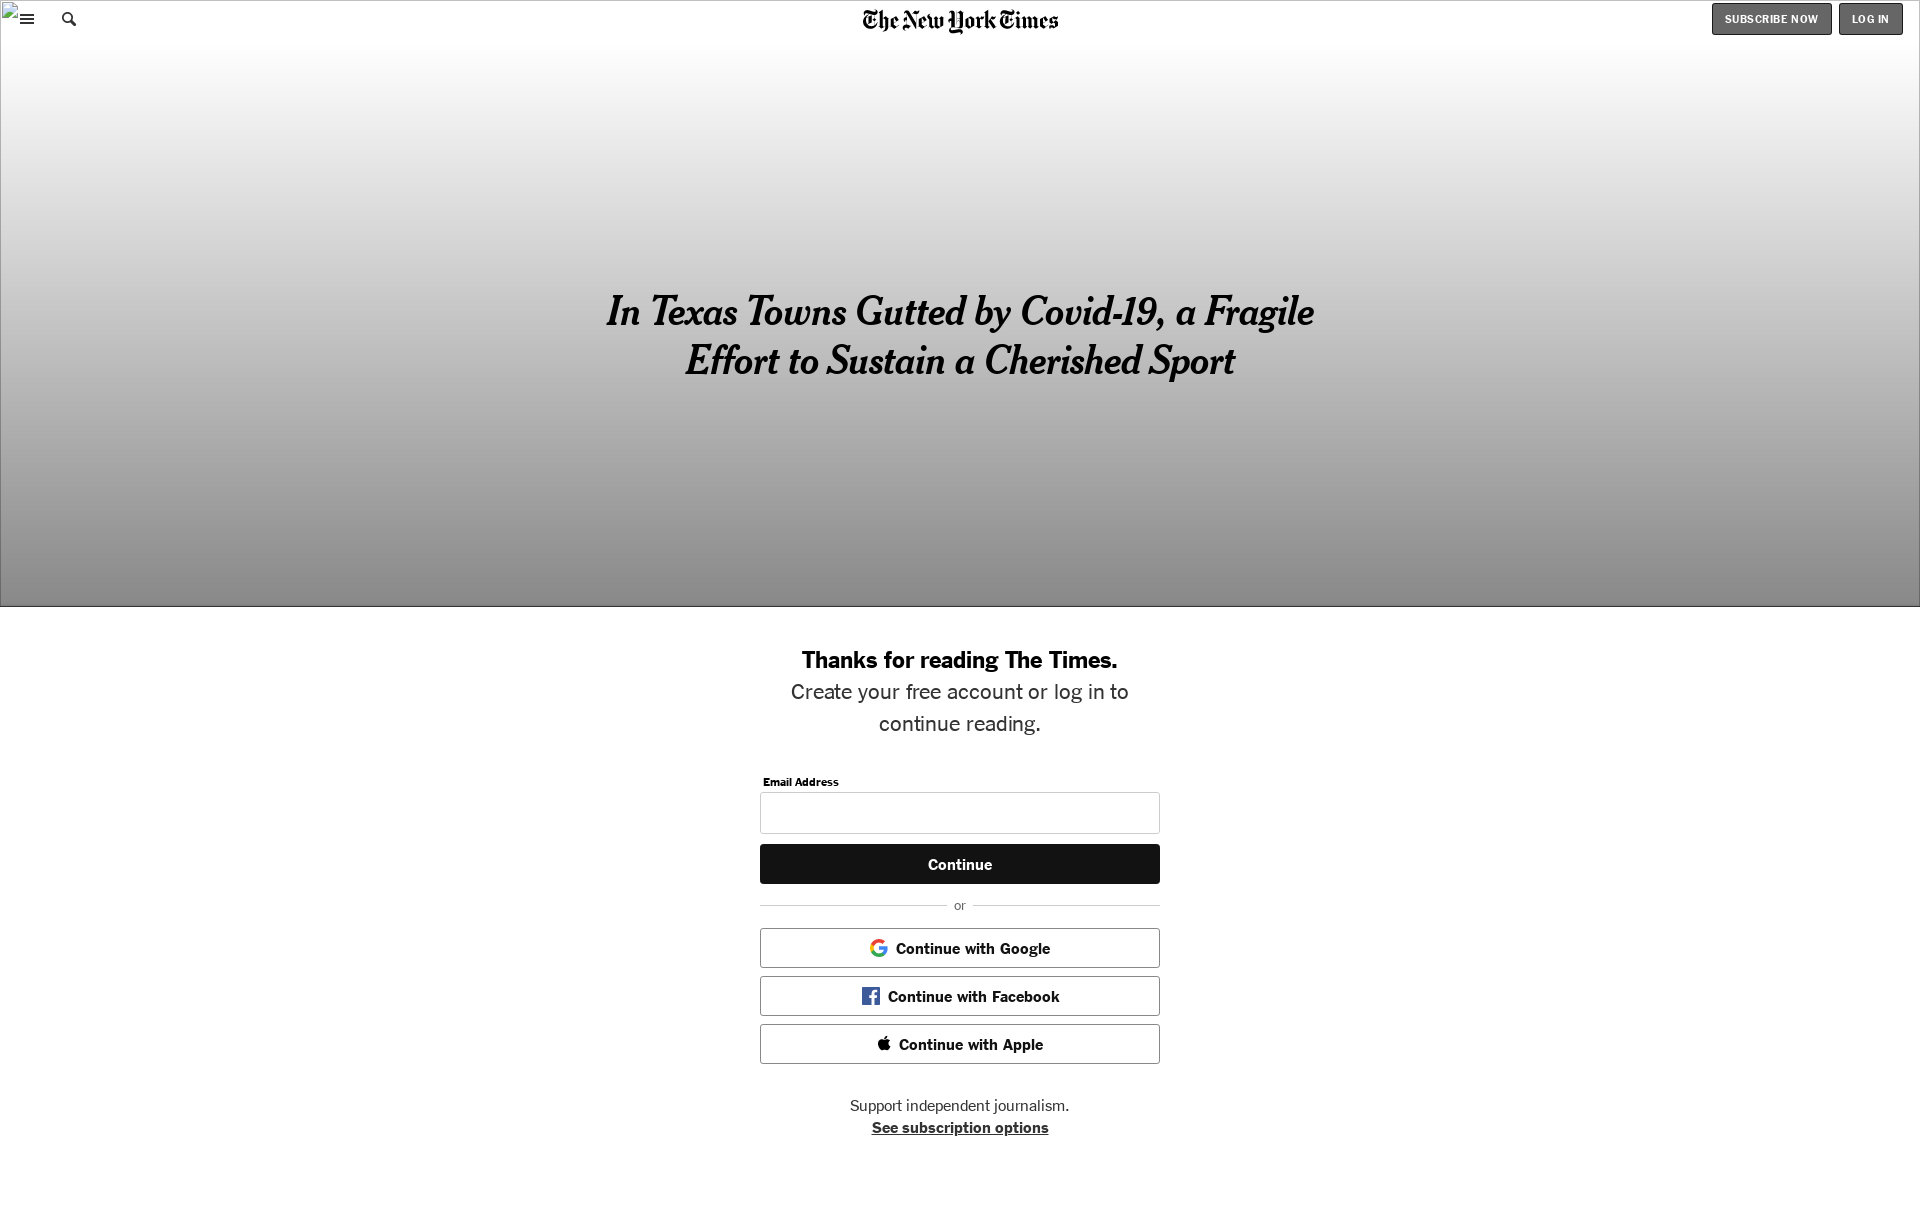 The New York Times
SUBSCRIBE NOW
LOG IN
In Texas Towns Gutted by Covid-19, a Fragile
Effort to Sustain a Cherished Sport
Thanks for reading The Times.
Create your free account or log in to
continue reading.
Email Address
Continue
or
Continue with Google
Continue with Facebook
Continue with Apple
Support independent journalism.
See subscription options